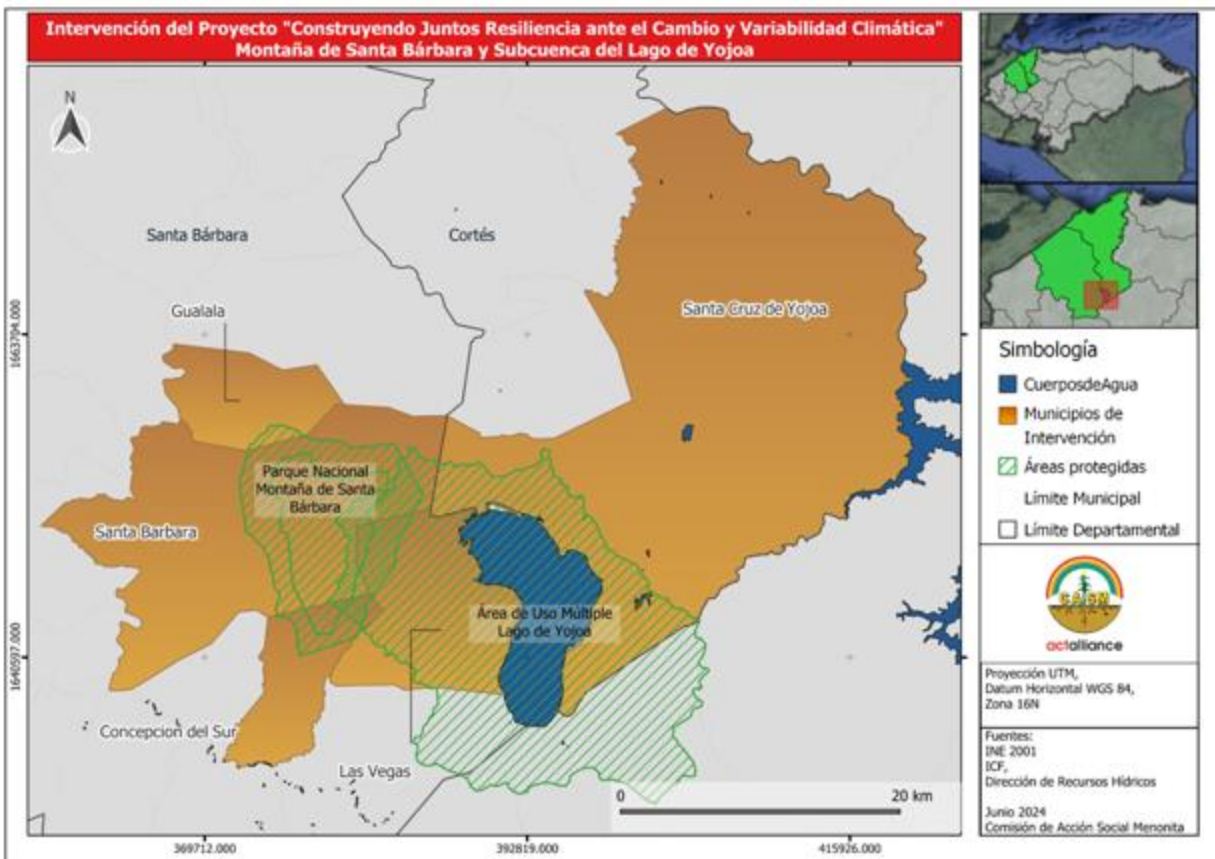 Intervención del Proyecto "Construyendo Juntos Resiliencia ante el Cambio y Variabilidad Climática"
Montaña de Santa Bárbara y Subcuenca del Lago de Yojoa
N
Santa Bárbara
Cortés
Gualala
Santa Cruz de Yojoa
Parque Nacional
Montaña de Santa
Bárbara
Santa Barbara
Área de Uso Múltiple
Lago de Yojoa
Concepcion del Sur
Las Vegas
0
20 km
1663704.000
1640597.000
369712.000
392819.000
415926.000
Simbología
CuerposdeAgua
Municipios de
Intervención
Áreas protegidas
Límite Municipal
Límite Departamental
C.A.S.M
actalliance
Proyección UTM,
Datum Horizontal WGS 84,
Zona 16N
Fuentes:
INE 2001
ICF,
Dirección de Recursos Hídricos
Junio 2024
Comisión de Acción Social Menonita